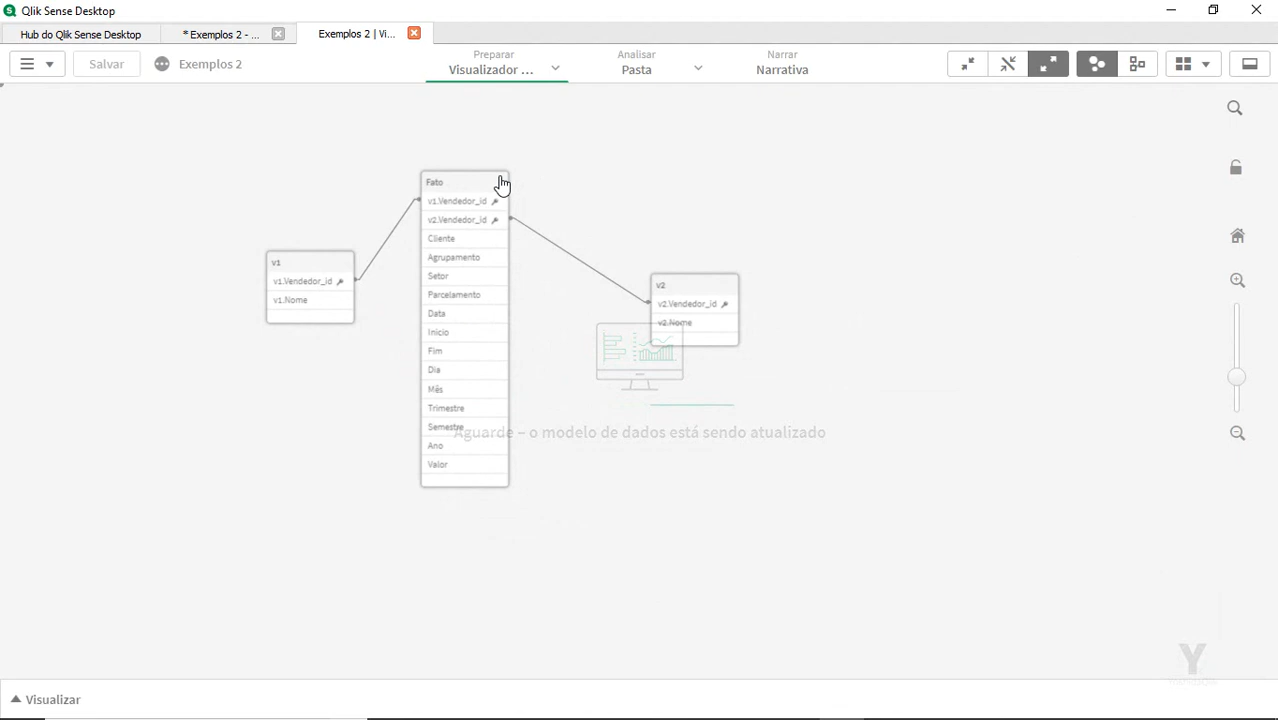 Qlik Sense Desktop
Hub do Qlik Sense Desktop
* Exemplos 2 - ...
Exemplos 2 | Vi...
Salvar
Exemplos 2
Preparar
Visualizador ...
Analisar
Pasta
Narrar
Narrativa
v1
v1.Vendedor_id
v1.Nome
Fato
v1.Vendedor_id
v2.Vendedor_id
Cliente
Agrupamento
Setor
Parcelamento
Data
Inicio
Fim
Dia
Mês
Trimestre
Semestre
Ano
Valor
v2
v2.Vendedor_id
v2.Nome
Aguarde – o modelo de dados está sendo atualizado
Y
Visualizar